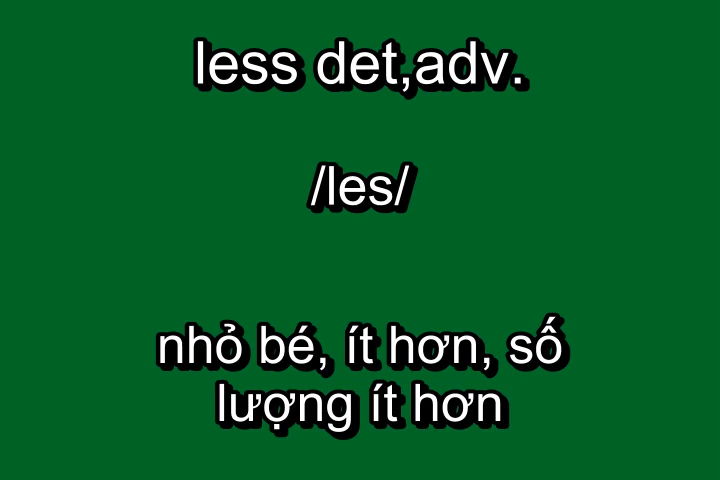 less det,adv.
/les/
nhỏ bé, ít hơn, số
lượng ít hơn